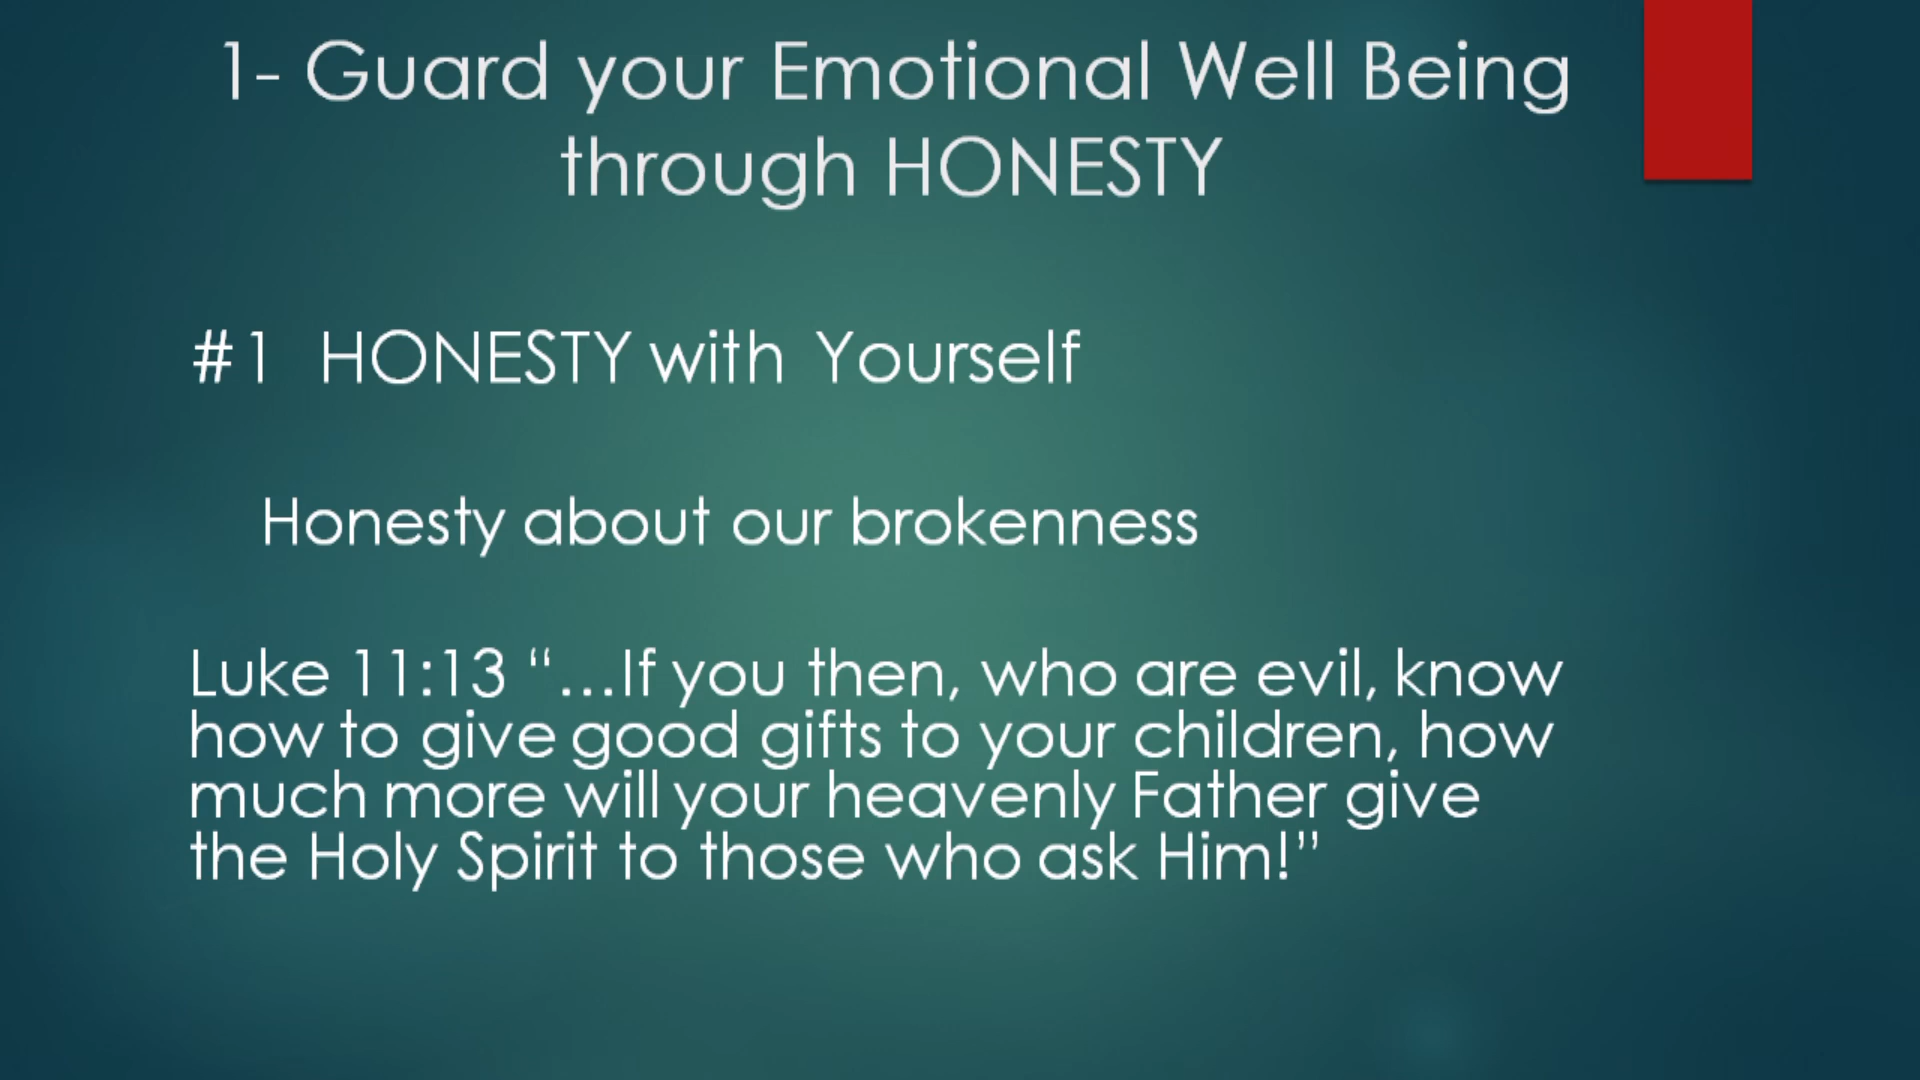 1- Guard your Emotional Well Being
through HONESTY
#1 HONESTY with Yourself
Honesty about our brokenness
Luke 11:13 “…If you then, who are evil, know
how to give good gifts to your children, how
much more will your heavenly Father give
the Holy Spirit to those who ask Him!”